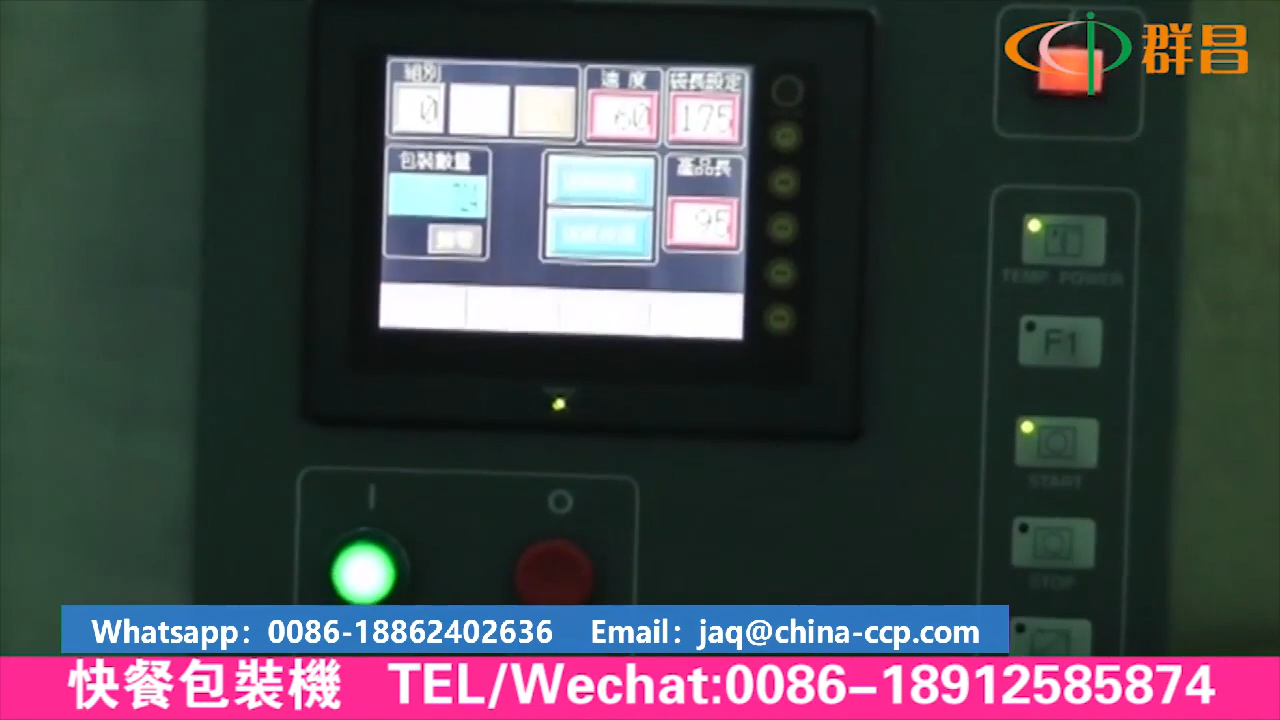 群昌
組別
速度
袋長設定
0
60
175
包裝數量
產品長
95
TEMP. POWER
F1
START
STOP
Whatsapp：0086-18862402636 Email：jaq@china-ccp.com
快餐包裝機 TEL/Wechat:0086-18912585874